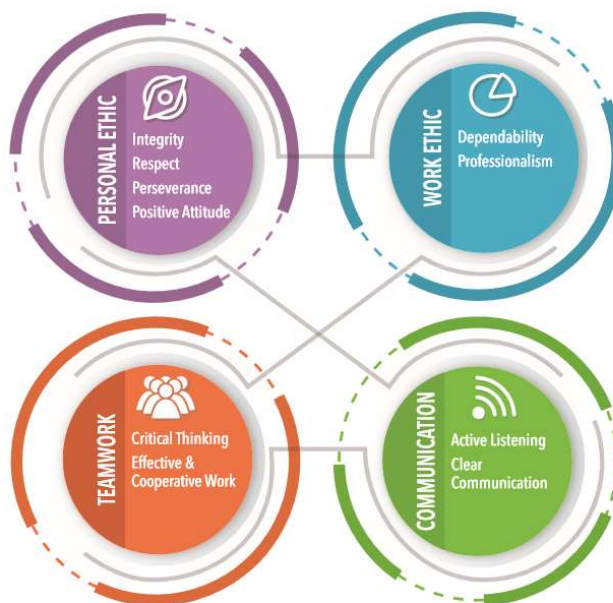 PERSONAL ETHIC
Integrity
Respect
Perseverance
Positive Attitude
WORK ETHIC
Dependability
Professionalism
TEAMWORK
Critical Thinking
Effective &
Cooperative Work
COMMUNICATION
Active Listening
Clear
Communication